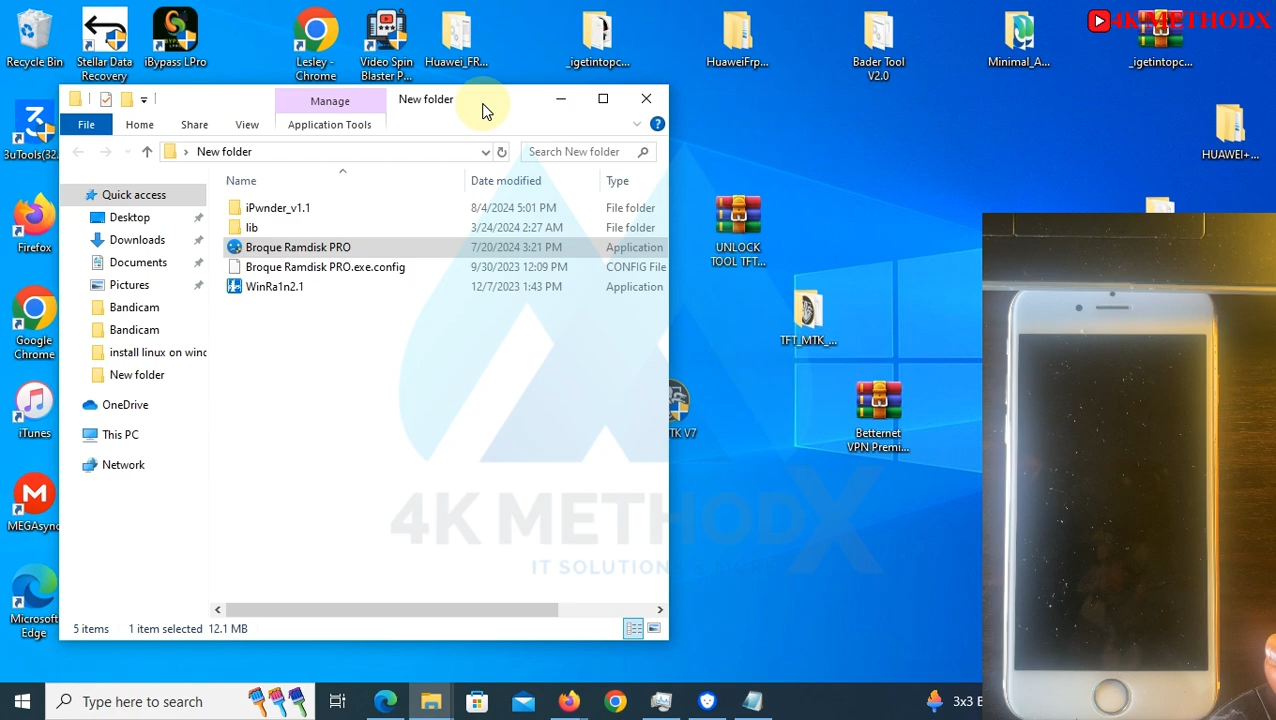 Recycle Bin
Stellar Data
Recovery
iBypass LPro
Lesley -
Chrome
Video Spin
Blaster P...
Huawei_FR...
_igetintopc...
HuaweiFrp...
Bader Tool
V2.0
Minimal_A...
_igetintopc...
4K METHODX
3uTools(32...
Firefox
Google
Chrome
iTunes
MEGAsync
Microsoft
Edge
Manage
New folder
File
Home
Share
View
Application Tools
New folder
Search New folder
Name
Date modified
Type
Quick access
Desktop
Downloads
Documents
Pictures
Bandicam
Bandicam
install linux on winc
New folder
OneDrive
This PC
Network
iPwnder_v1.1
8/4/2024 5:01 PM
File folder
lib
3/24/2024 2:27 AM
File folder
Broque Ramdisk PRO
7/20/2024 3:21 PM
Application
Broque Ramdisk PRO.exe.config
9/30/2023 12:09 PM
CONFIG File
WinRa1n2.1
12/7/2023 1:43 PM
Application
5 items
1 item selected
12.1 MB
UNLOCK
TOOL TFT...
TFT_MTK_...
TK V7
Betternet
VPN Premi...
HUAWEI+...
4K METHODX
IT SOLUTIONS
Type here to search
3x3